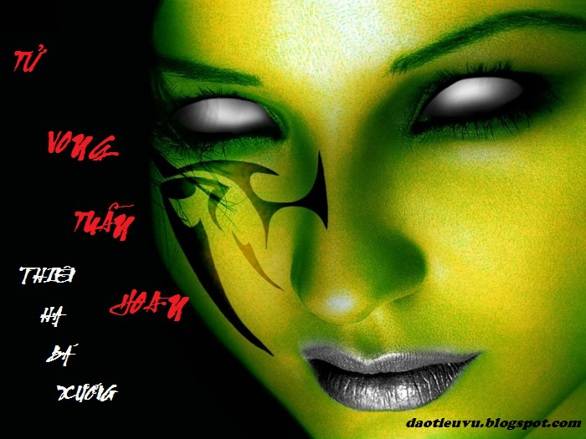 TỬ
VONG
TUẦN
HOÀN
THIÊN
HẠ
BÁ
XƯỚNG
daotieuvu.blogspot.com